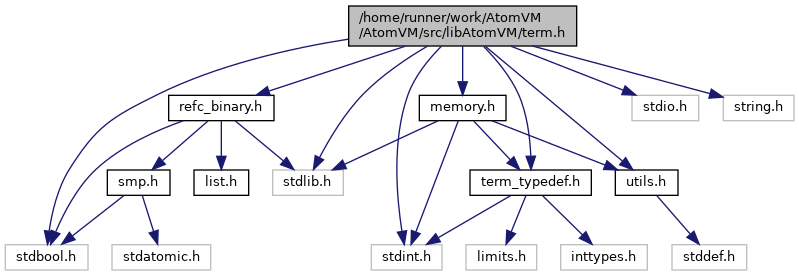 /home/runner/work/AtomVM
/AtomVM/src/libAtomVM/term.h
refc_binary.h
memory.h
stdio.h
string.h
smp.h
list.h
stdlib.h
term_typedef.h
utils.h
stdbool.h
stdatomic.h
stdint.h
limits.h
inttypes.h
stddef.h